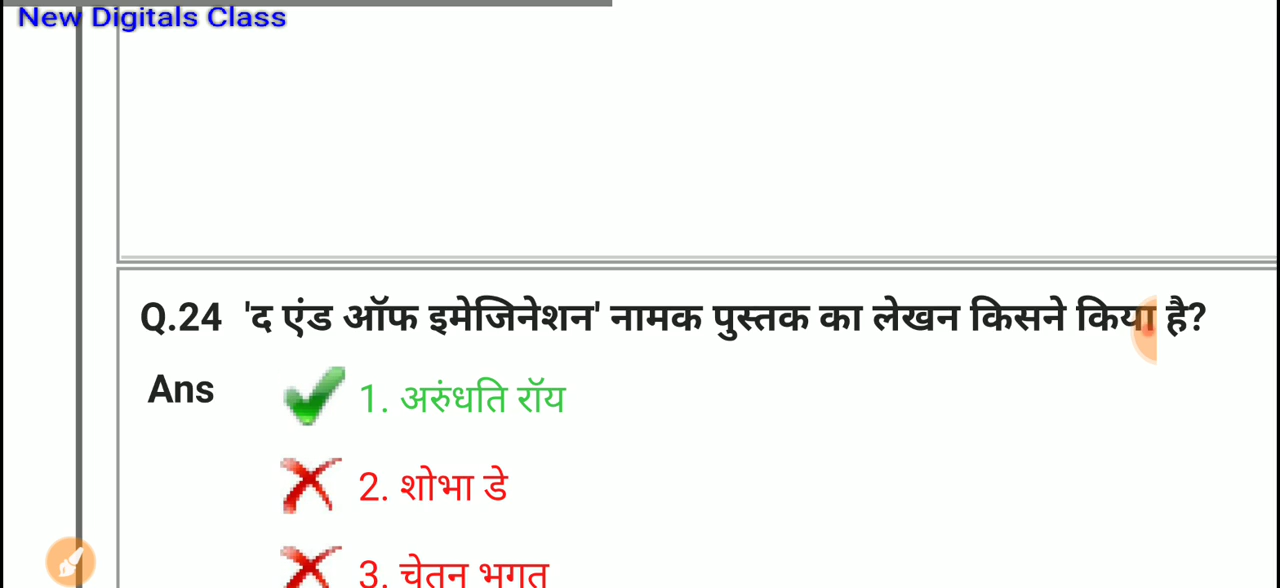 New Digitals Class
Q.24 'द एंड ऑफ इमेजिनेशन' नामक पुस्तक का लेखन किसने किया है?
Ans 1. अरुंधति रॉय
2. शोभा डे
3. चेतन भगत